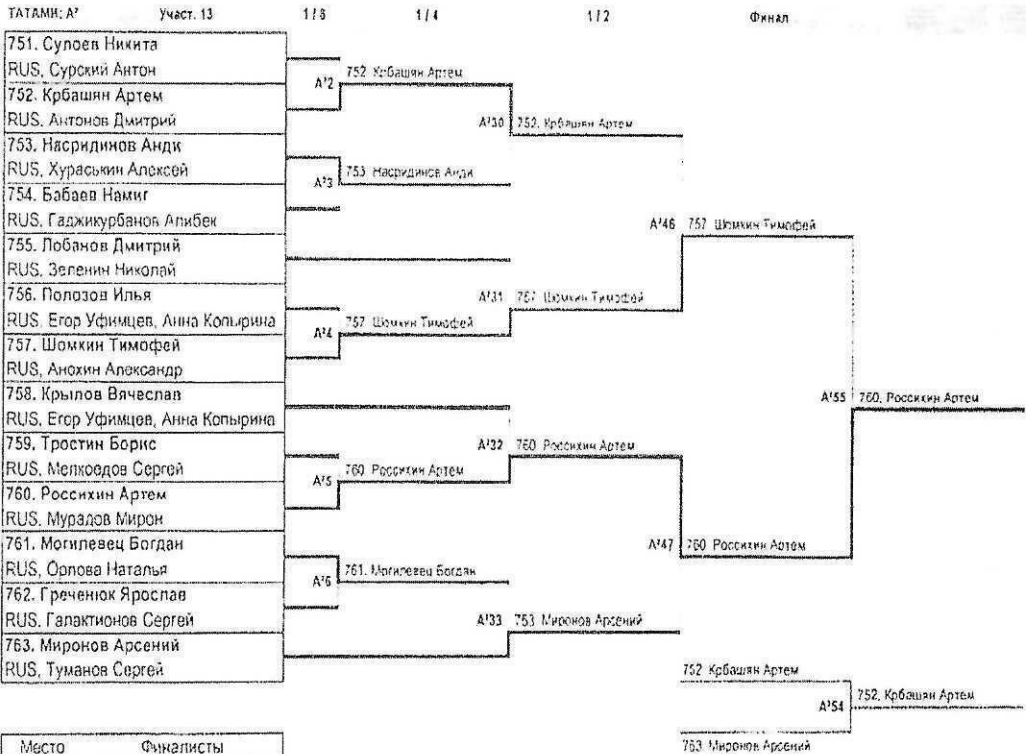 ТАТАМИ: А² Участ. 13 1/8 1/4 1/2 Финал
751. Сулоев Никита
RUS, Сурский Антон
752. Крбашян Артем
RUS, Антонов Дмитрий
753. Насридинов Анди
RUS, Хураськин Алексей
754. Бабаев Намиг
RUS, Гаджикурбанов Алибек
755. Лобанов Дмитрий
RUS, Зеленин Николай
756. Полозов Илья
RUS, Егор Уфимцев, Анна Копырина
757. Шомкин Тимофей
RUS, Анохин Александр
758. Крылов Вячеслав
RUS, Егор Уфимцев, Анна Копырина
759. Тростин Борис
RUS, Мелкоедов Сергей
760. Россихин Артем
RUS, Мурадов Мирон
761. Могилевец Богдан
RUS, Орлова Наталья
762. Греченюк Ярослав
RUS, Галактионов Сергей
763. Миронов Арсений
RUS, Туманов Сергей
А²2 752 Крбашян Артем
А²3 753 Насридинов Анди
А²4 757 Шомкин Тимофей
А²5 760 Россихин Артем
А²6 761. Могилевец Богдан
А²30 752. Крбашян Артем
А²31 757 Шомкин Тимофей
А²32 760 Россихин Артем
А²33 753 Миронов Арсений
А²46 757 Шомкин Тимофей
А²47 760 Россихин Артем
А²55 760. Россихин Артем
752 Крбашян Артем
А²54 752. Крбашян Артем
763 Миронов Арсений
Место Финалисты